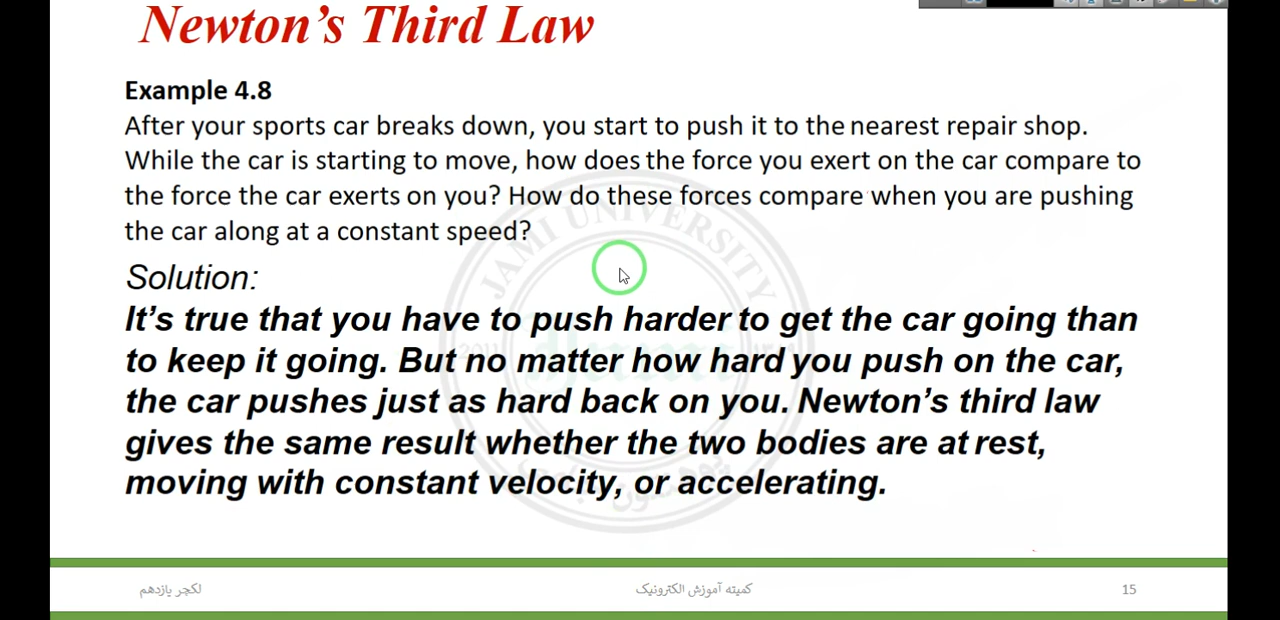 Newton's Third Law
Example 4.8
After your sports car breaks down, you start to push it to the nearest repair shop.
While the car is starting to move, how does the force you exert on the car compare to
the force the car exerts on you? How do these forces compare when you are pushing
the car along at a constant speed?
Solution:
It's true that you have to push harder to get the car going than
to keep it going. But no matter how hard you push on the car,
the car pushes just as hard back on you. Newton's third law
gives the same result whether the two bodies are at rest,
moving with constant velocity, or accelerating.
JAMI UNIVERSITY
2011
لکچر یازدهم
کمیته آموزش الکترونیک
15